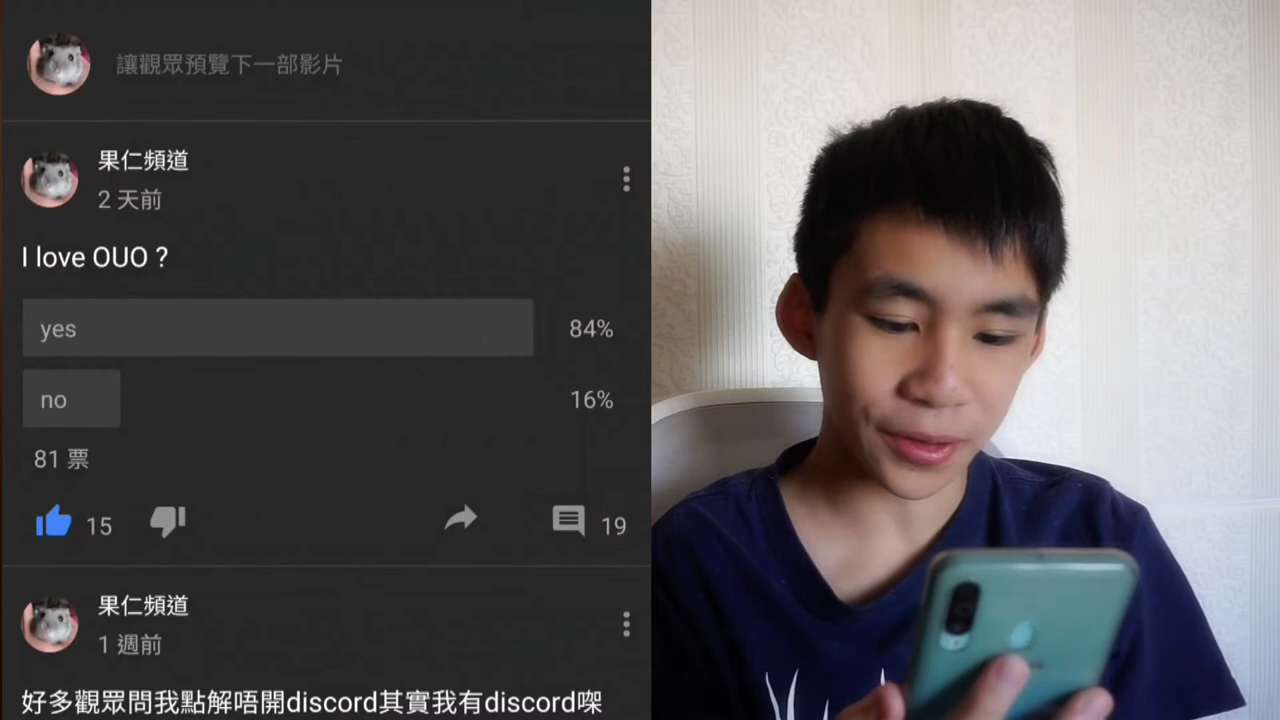 讓觀眾預覽下一部影片
果仁頻道
2 天前
I love OUO ?
yes 84%
no 16%
81 票
15 19
果仁頻道
1 週前
好多觀眾問我點解唔開discord其實我有discord㗎